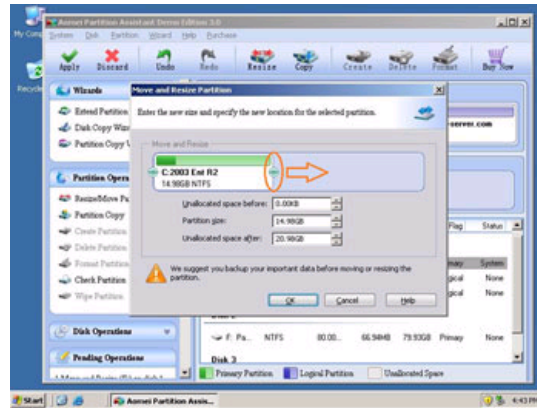 Aomei Partition Assistant Demo Edition 3.0
My Comp
System Disk Partition Wizard Help Purchase
Apply Discard Undo Redo Resize Copy Create Delete Format Buy Now
Recycle
Wizards
Extend Partition
Disk Copy Wiz
Partition Copy W
Partition Opera
Resize/Move Pa
Partition Copy
Create Partition
Delete Partition
Format Partition
Check Partition
Wipe Partition
Disk Operations
Pending Operations
Move and Resize Partition
Enter the new size and specify the new location for the selected partition.
Move and Resize
C:2003 Ent R2
14.98GB NTFS
Unallocated space before: 0.00KB
Partition size: 14.98GB
Unallocated space after: 20.98GB
We suggest you backup your important data before moving or resizing the
partition.
OK Cancel Help
-server.com
Flag Status
mary System
gical None
gical None
F: Pa... NTFS 80.00... 66.94MB 79.93GB Primary None
Disk 3
Primary Partition Logical Partition Unallocated Space
Start Aomei Partition Assis... 4:43 PM